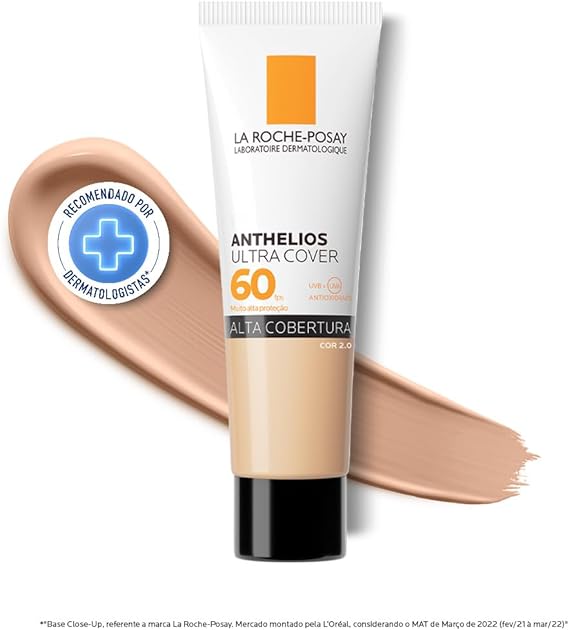 LA ROCHE-POSAY
LABORATOIRE DERMATOLOGIQUE
RECOMENDADO POR
DERMATOLOGISTAS*
ANTHELIOS
ULTRA COVER
60 fps
UVB + UVA
ANTIOXIDANTE
Muito alta proteção
ALTA COBERTURA
COR 2.0
**Base Close-Up, referente a marca La Roche-Posay. Mercado montado pela L'Oréal, considerando o MAT de Março de 2022 (fev/21 à mar/22)"